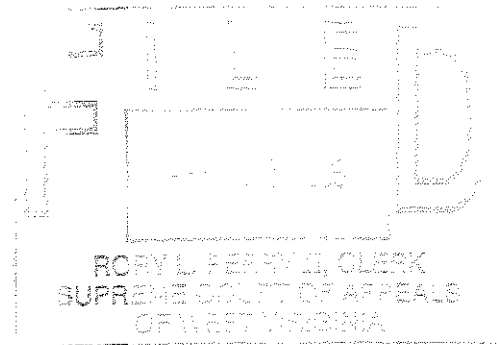 FILED
RORY L. PERRY II, CLERK
SUPREME COURT OF APPEALS
OF WEST VIRGINIA